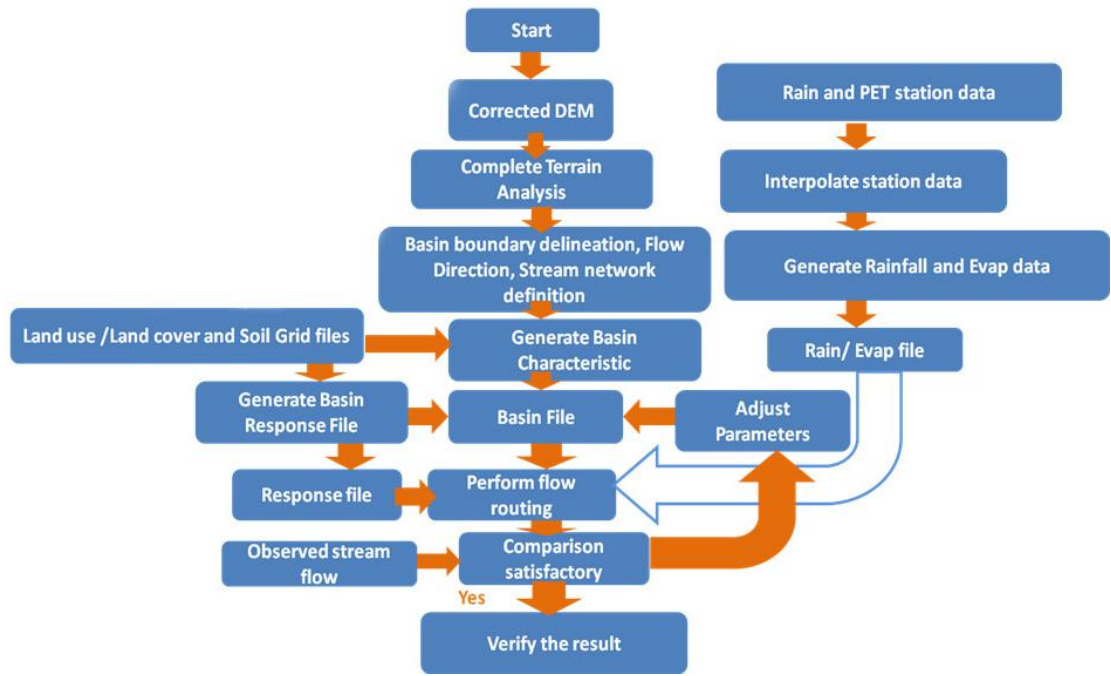 Start
Corrected DEM
Complete Terrain
Analysis
Basin boundary delineation, Flow
Direction, Stream network
definition
Rain and PET station data
Interpolate station data
Generate Rainfall and Evap data
Rain/ Evap file
Land use /Land cover and Soil Grid files
Generate Basin
Characteristic
Generate Basin
Response File
Basin File
Adjust
Parameters
Response file
Perform flow
routing
Observed stream
flow
Comparison
satisfactory
Yes
Verify the result